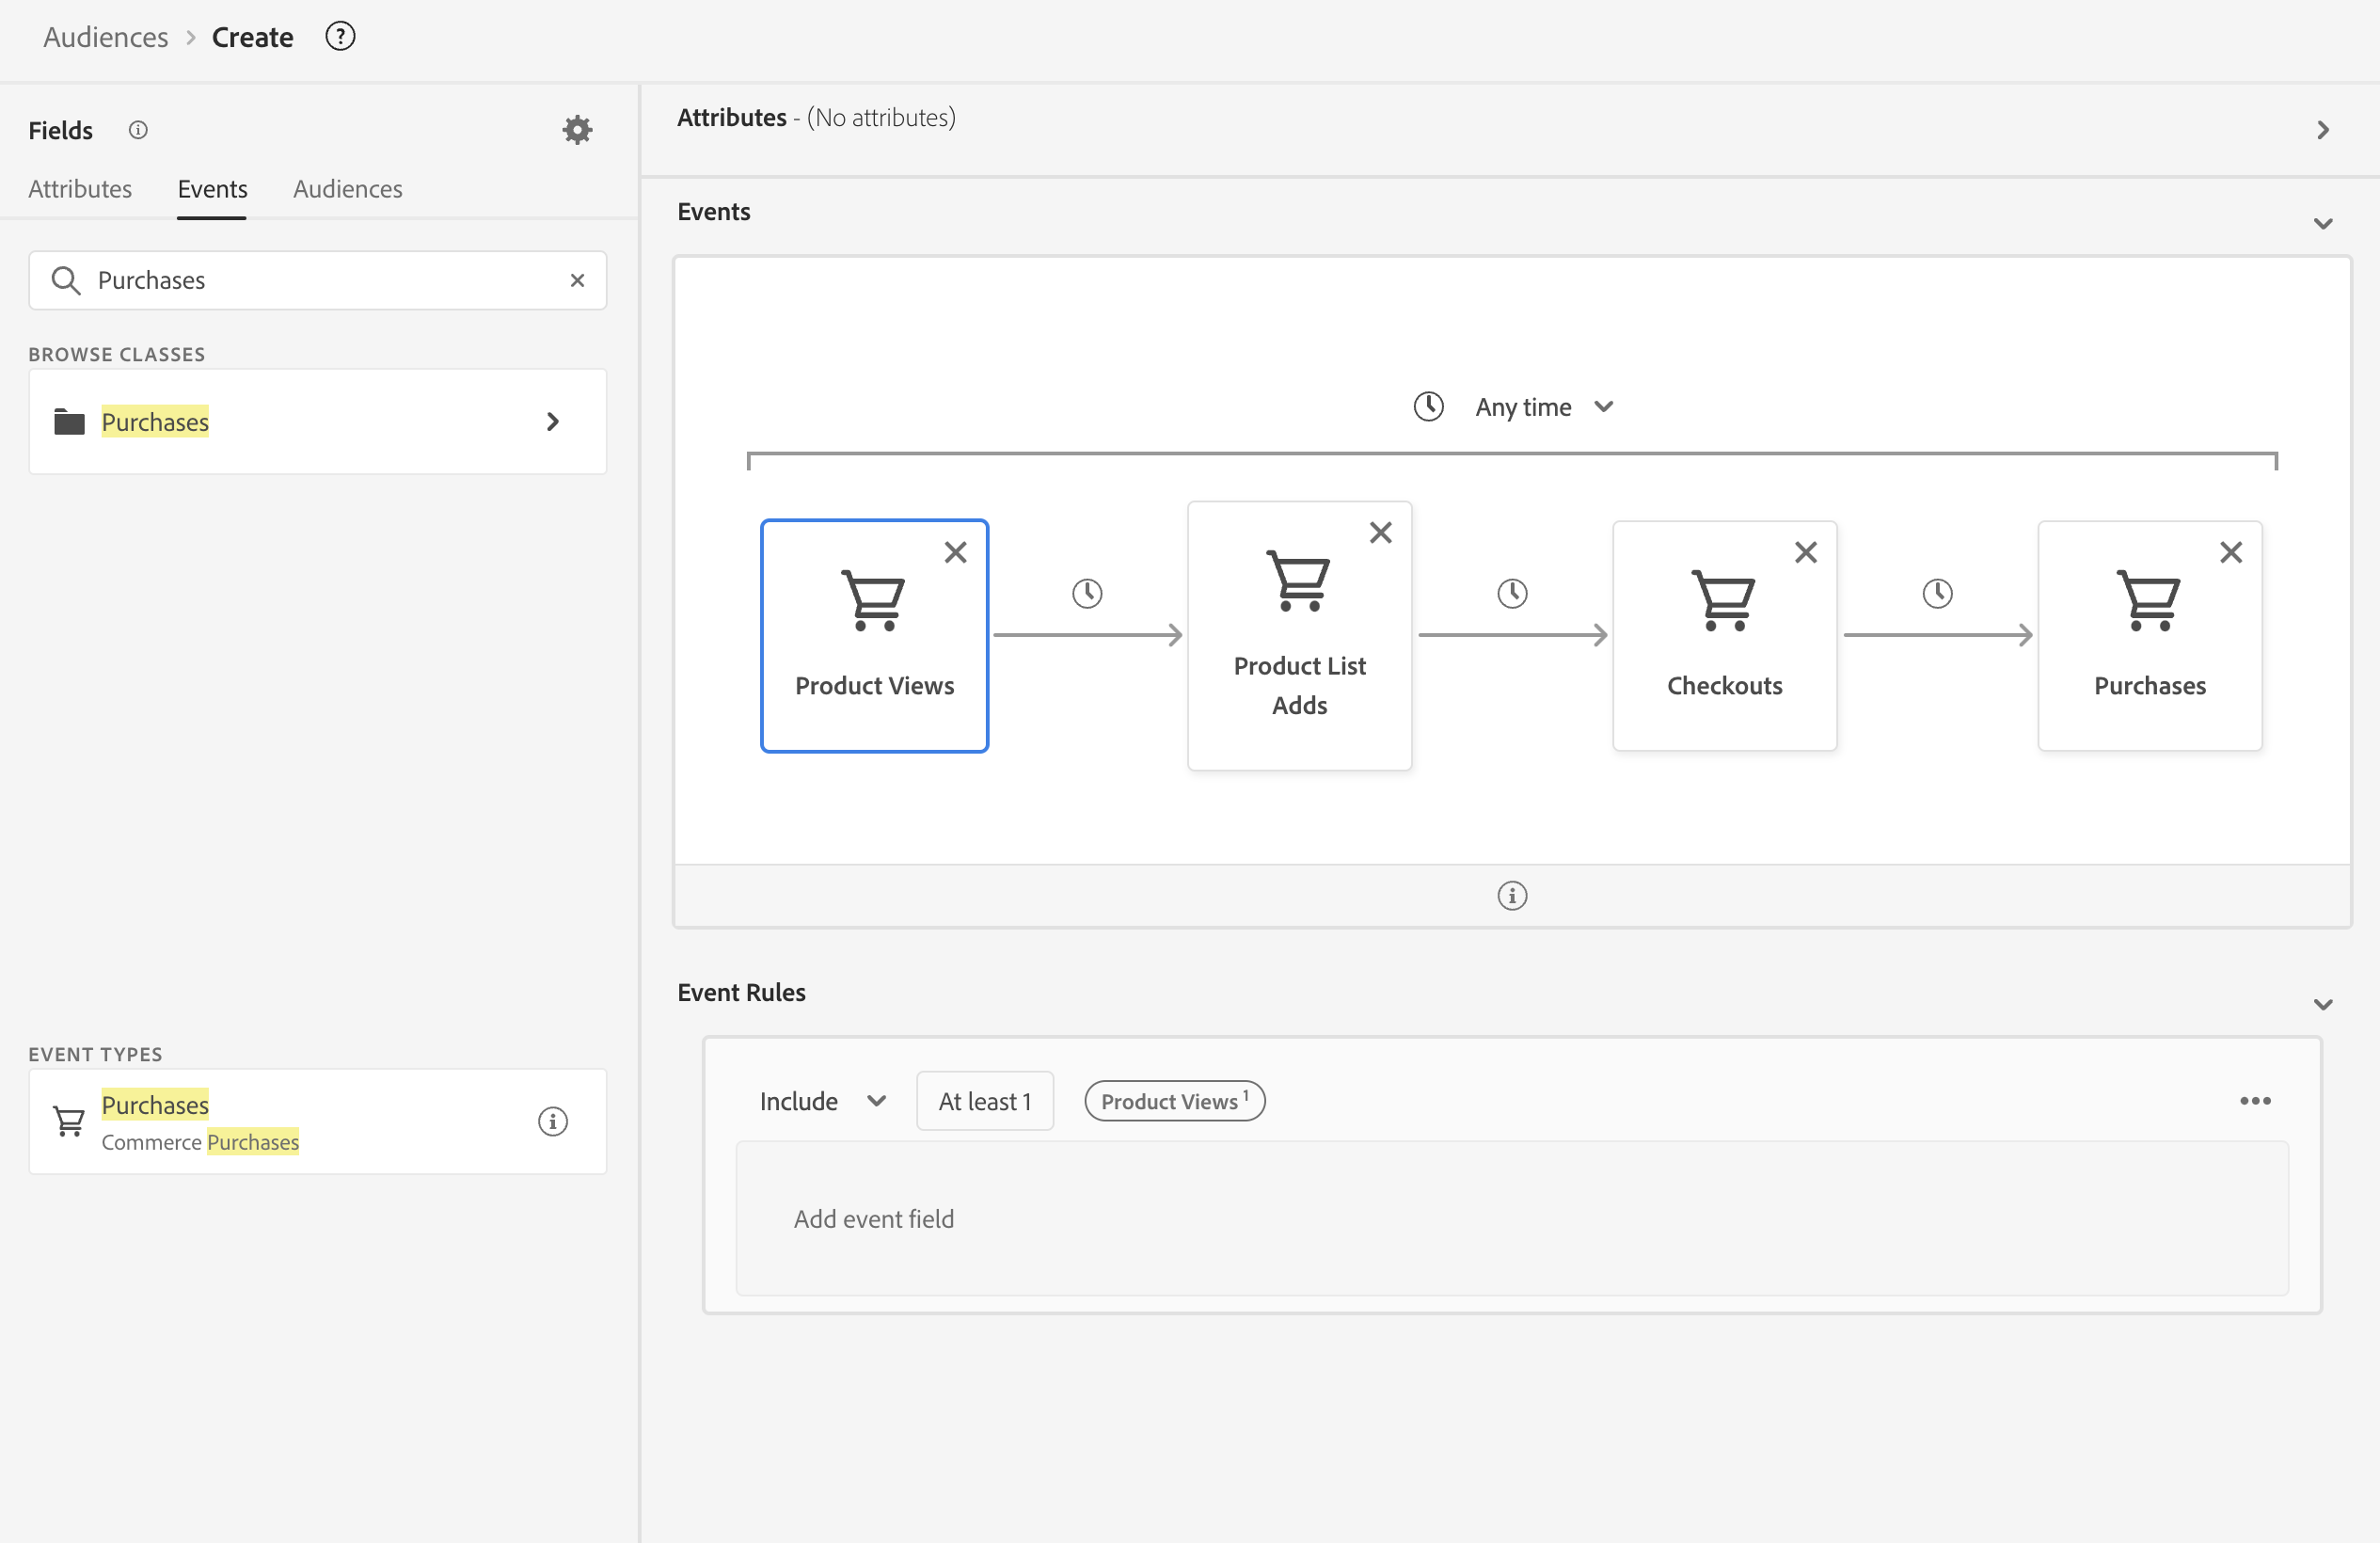 Audiences > Create
Fields
Attributes Events Audiences
Purchases
BROWSE CLASSES
Purchases
EVENT TYPES
Purchases
Commerce Purchases
Attributes - (No attributes)
Events
Any time
Product Views
Product List
Adds
Checkouts
Purchases
Event Rules
Include At least 1 Product Views 1
Add event field